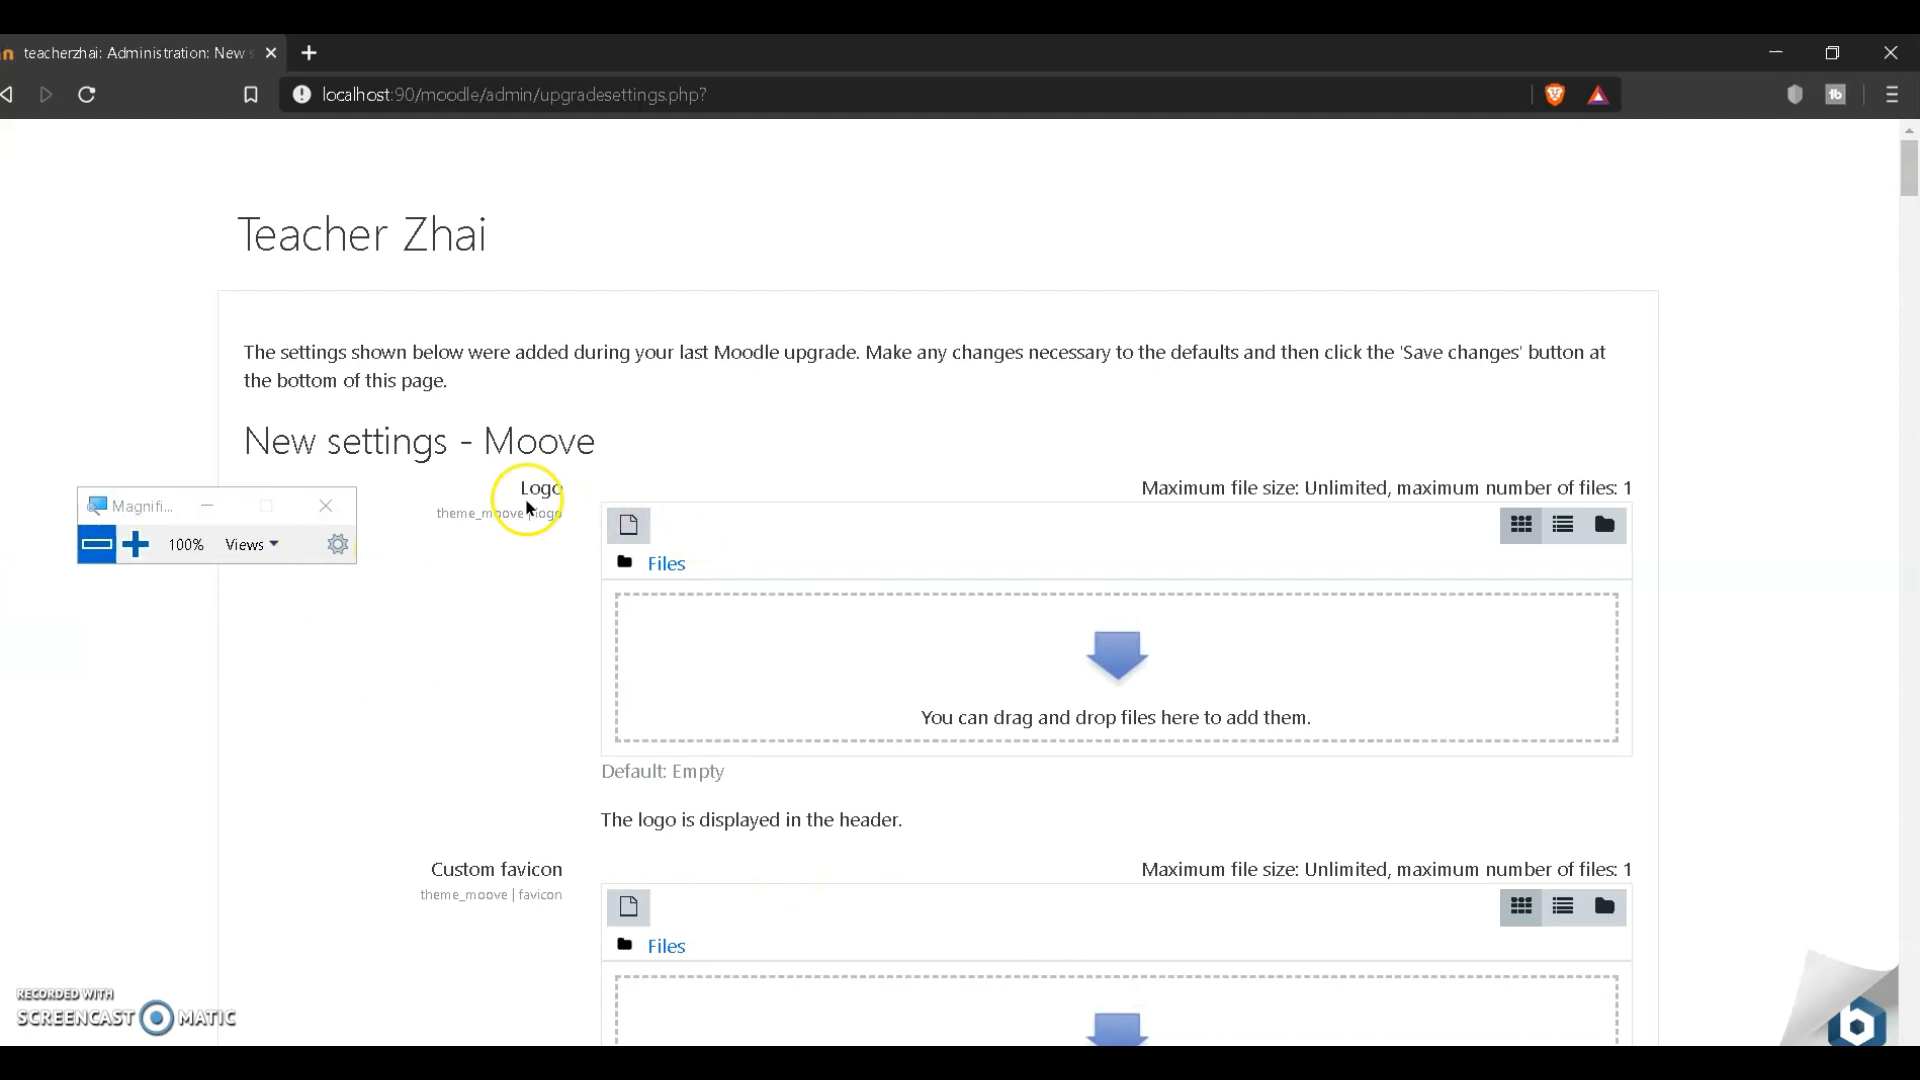 teacherzhai: Administration: New s
localhost:90/moodle/admin/upgradesettings.php?
Teacher Zhai
The settings shown below were added during your last Moodle upgrade. Make any changes necessary to the defaults and then click the 'Save changes' button at
the bottom of this page.
New settings - Moove
Logo
theme_moove | logo
Maximum file size: Unlimited, maximum number of files: 1
Magnifi...
100%
Views
Files
You can drag and drop files here to add them.
Default: Empty
The logo is displayed in the header.
Custom favicon
theme_moove | favicon
Maximum file size: Unlimited, maximum number of files: 1
Files
RECORDED WITH
SCREENCAST MATIC